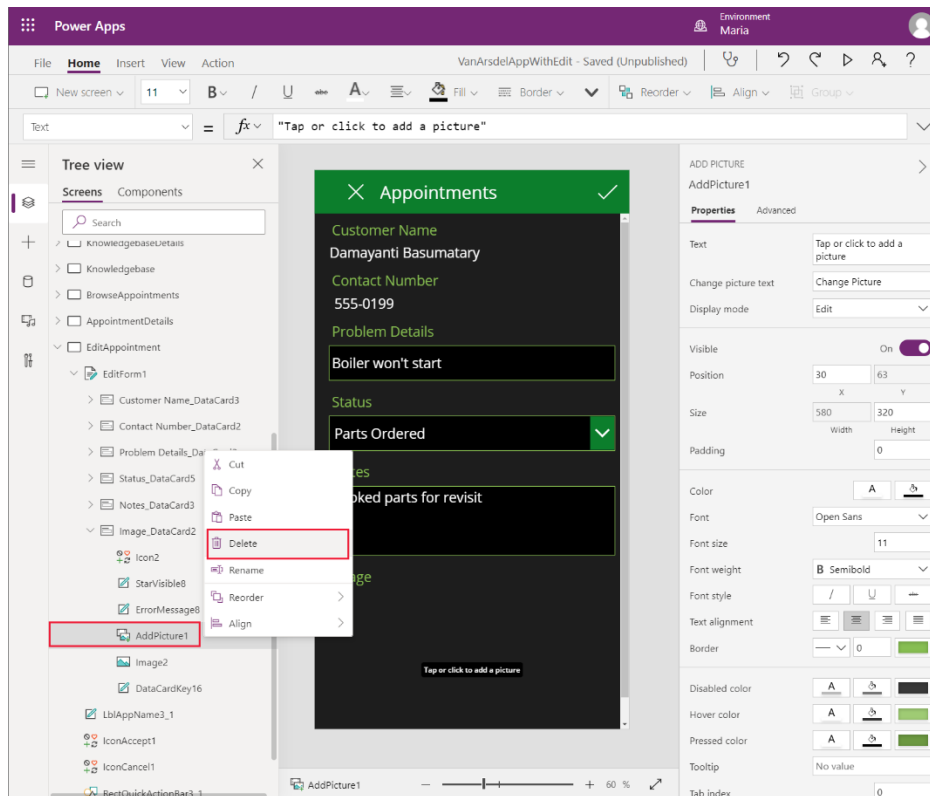 Power Apps
Environment
Maria
File Home Insert View Action
VanArsdelAppWithEdit - Saved (Unpublished)
?
New screen
11
B
/
U
abc
A
Fill
Border
Reorder
Align
Group
Text
=
fx
"Tap or click to add a picture"
Tree view
Screens Components
Search
KnowledgebaseDetails
Knowledgebase
BrowseAppointments
AppointmentDetails
EditAppointment
EditForm1
Customer Name_DataCard3
Contact Number_DataCard2
Problem Details_Da
Status_DataCard5
Notes_DataCard3
Image_DataCard2
Icon2
StarVisible8
ErrorMessage8
AddPicture1
Image2
DataCardKey16
LblAppName3_1
IconAccept1
IconCancel1
RectQuickActionBar3_1
Cut
Copy
Paste
Delete
Rename
Reorder
Align
Appointments
Customer Name
Damayanti Basumatary
Contact Number
555-0199
Problem Details
Boiler won't start
Status
Parts Ordered
es
oked parts for revisit
ge
Tap or click to add a picture
AddPicture1
60 %
ADD PICTURE
AddPicture1
Properties Advanced
Text
Tap or click to add a
picture
Change picture text
Change Picture
Display mode
Edit
Visible
On
Position
30 63
X Y
Size
580 320
Width Height
Padding
0
Color
A
Font
Open Sans
Font size
11
Font weight
B Semibold
Font style
/ U
Text alignment
Border
0
Disabled color
A
Hover color
A
Pressed color
A
Tooltip
No value
Tab index
0